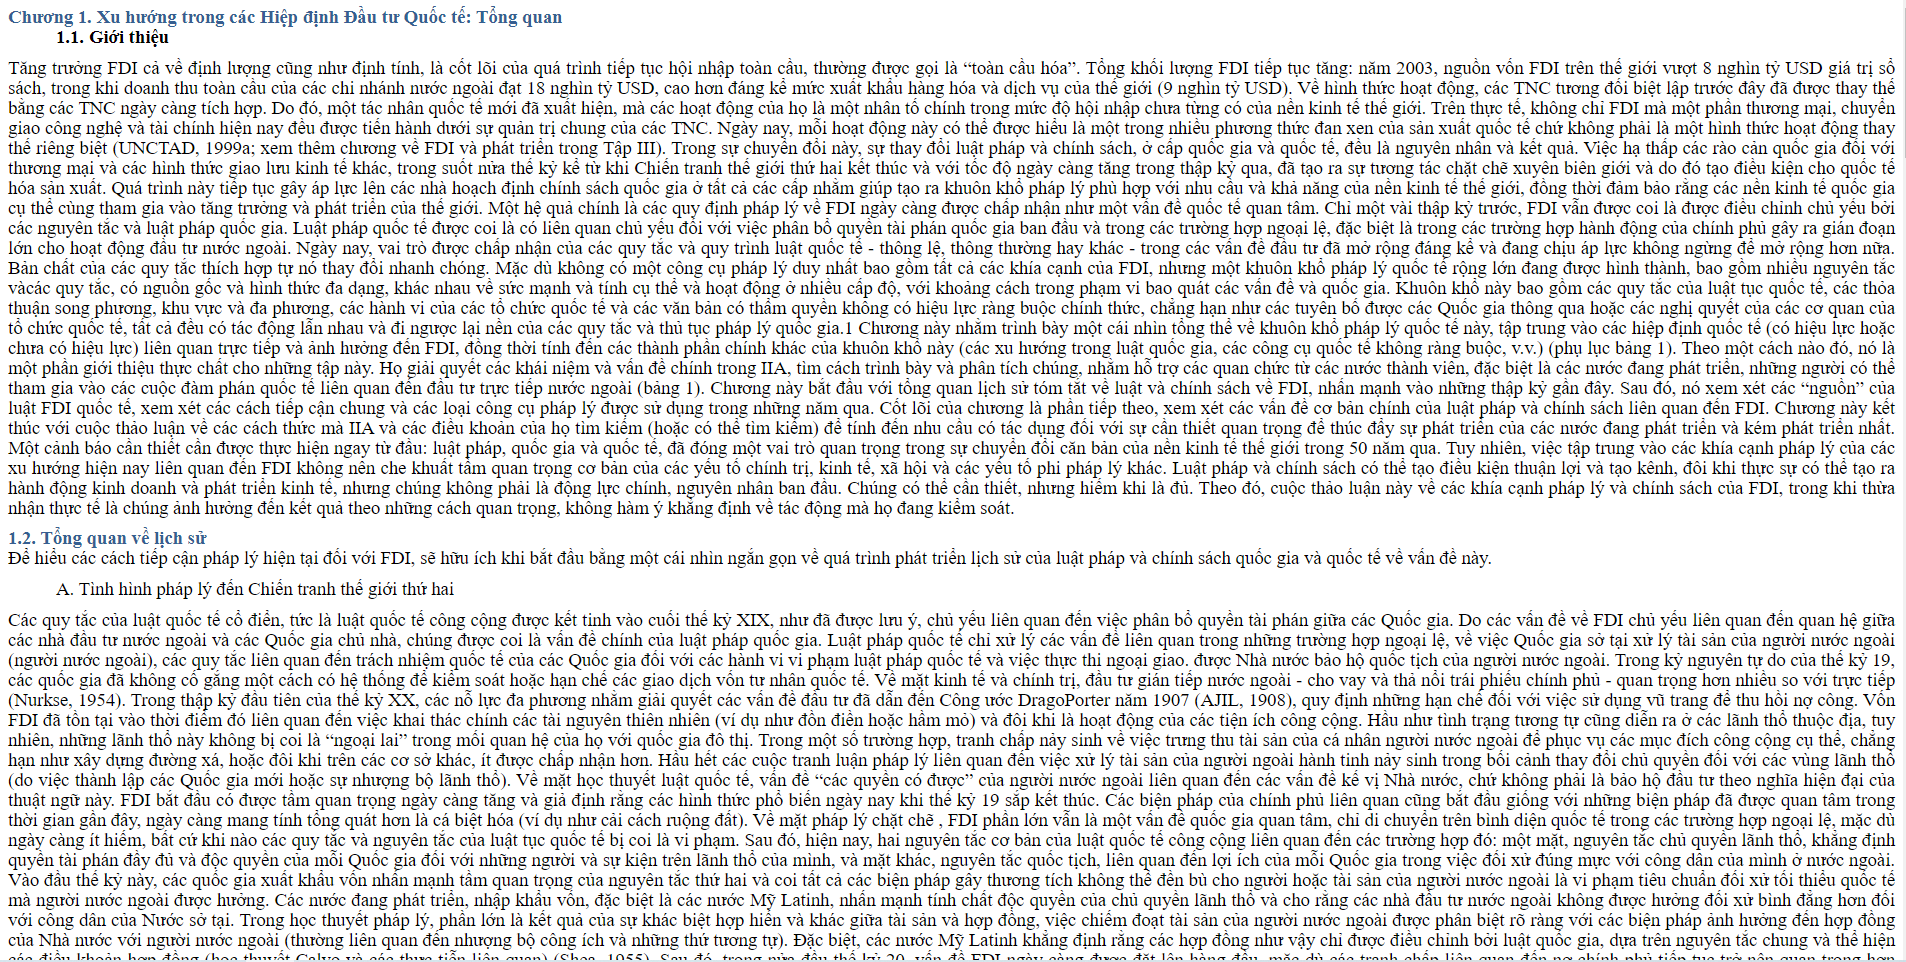 Chương 1. Xu hướng trong các Hiệp định Đầu tư Quốc tế: Tổng quan
1.1. Giới thiệu
Tăng trưởng FDI cả về định lượng cũng như định tính, là cốt lõi của quá trình tiếp tục hội nhập toàn cầu, thường được gọi là “toàn cầu hóa”. Tổng khối lượng FDI tiếp tục tăng: năm 2003, nguồn vốn FDI trên thế giới vượt 8 nghìn tỷ USD giá trị sổ
sách, trong khi doanh thu toàn cầu của các chi nhánh nước ngoài đạt 18 nghìn tỷ USD, cao hơn đáng kể mức xuất khẩu hàng hóa và dịch vụ của thế giới (9 nghìn tỷ USD). Về hình thức hoạt động, các TNC tương đối biệt lập trước đây đã được thay thế
bằng các TNC ngày càng tích hợp. Do đó, một tác nhân quốc tế mới đã xuất hiện, mà các hoạt động của họ là một nhân tố chính trong mức độ hội nhập chưa từng có của nền kinh tế thế giới. Trên thực tế, không chỉ FDI mà một phần thương mại, chuyển
giao công nghệ và tài chính hiện nay đều được tiến hành dưới sự quản trị chung của các TNC. Ngày nay, mỗi hoạt động này có thể được hiểu là một trong nhiều phương thức đan xen của sản xuất quốc tế chứ không phải là một hình thức hoạt động thay
thế riêng biệt (UNCTAD, 1999a; xem thêm chương về FDI và phát triển trong Tập III). Trong sự chuyển đổi này, sự thay đổi luật pháp và chính sách, ở cấp quốc gia và quốc tế, đều là nguyên nhân và kết quả. Việc hạ thấp các rào cản quốc gia đối với
thương mại và các hình thức giao lưu kinh tế khác, trong suốt nửa thế kỷ kể từ khi Chiến tranh thế giới thứ hai kết thúc và với tốc độ ngày càng tăng trong thập kỷ qua, đã tạo ra sự tương tác chặt chẽ xuyên biên giới và do đó tạo điều kiện cho quốc tế
hóa sản xuất. Quá trình này tiếp tục gây áp lực lên các nhà hoạch định chính sách quốc gia ở tất cả các cấp nhằm giúp tạo ra khuôn khổ pháp lý phù hợp với nhu cầu và khả năng của nền kinh tế thế giới, đồng thời đảm bảo rằng các nền kinh tế quốc gia
cụ thể cùng tham gia vào tăng trưởng và phát triển của thế giới. Một hệ quả chính là các quy định pháp lý về FDI ngày càng được chấp nhận như một vấn đề quốc tế quan tâm. Chỉ một vài thập kỷ trước, FDI vẫn được coi là được điều chỉnh chủ yếu bởi
các nguyên tắc và luật pháp quốc gia. Luật pháp quốc tế được coi là có liên quan chủ yếu đối với việc phân bổ quyền tài phán quốc gia ban đầu và trong các trường hợp ngoại lệ, đặc biệt là trong các trường hợp hành động của chính phủ gây ra gián đoạn
lớn cho hoạt động đầu tư nước ngoài. Ngày nay, vai trò được chấp nhận của các quy tắc và quy trình luật quốc tế - thông lệ, thông thường hay khác - trong các vấn đề đầu tư đã mở rộng đáng kể và đang chịu áp lực không ngừng để mở rộng hơn nữa.
Bản chất của các quy tắc thích hợp tự nó thay đổi nhanh chóng. Mặc dù không có một công cụ pháp lý duy nhất bao gồm tất cả các khía cạnh của FDI, nhưng một khuôn khổ pháp lý quốc tế rộng lớn đang được hình thành, bao gồm nhiều nguyên tắc
vàcác quy tắc, có nguồn gốc và hình thức đa dạng, khác nhau về sức mạnh và tính cụ thể và hoạt động ở nhiều cấp độ, với khoảng cách trong phạm vi bao quát các vấn đề và quốc gia. Khuôn khổ này bao gồm các quy tắc của luật tục quốc tế, các thỏa
thuận song phương, khu vực và đa phương, các hành vi của các tổ chức quốc tế và các văn bản có thẩm quyền không có hiệu lực ràng buộc chính thức, chẳng hạn như các tuyên bố được các Quốc gia thông qua hoặc các nghị quyết của các cơ quan của
tổ chức quốc tế, tất cả đều có tác động lẫn nhau và đi ngược lại nền của các quy tắc và thủ tục pháp lý quốc gia.1 Chương này nhằm trình bày một cái nhìn tổng thể về khuôn khổ pháp lý quốc tế này, tập trung vào các hiệp định quốc tế (có hiệu lực hoặc
chưa có hiệu lực) liên quan trực tiếp và ảnh hưởng đến FDI, đồng thời tính đến các thành phần chính khác của khuôn khổ này (các xu hướng trong luật quốc gia, các công cụ quốc tế không ràng buộc, v.v.) (phụ lục bảng 1). Theo một cách nào đó, nó là
một phần giới thiệu thực chất cho những tập này. Họ giải quyết các khái niệm và vấn đề chính trong IIA, tìm cách trình bày và phân tích chúng, nhằm hỗ trợ các quan chức từ các nước thành viên, đặc biệt là các nước đang phát triển, những người có thể
tham gia vào các cuộc đàm phán quốc tế liên quan đến đầu tư trực tiếp nước ngoài (bảng 1). Chương này bắt đầu với tổng quan lịch sử tóm tắt về luật và chính sách về FDI, nhấn mạnh vào những thập kỷ gần đây. Sau đó, nó xem xét các “nguồn” của
luật FDI quốc tế, xem xét các cách tiếp cận chung và các loại công cụ pháp lý được sử dụng trong những năm qua. Cốt lõi của chương là phần tiếp theo, xem xét các vấn đề cơ bản chính của luật pháp và chính sách liên quan đến FDI. Chương này kết
thúc với cuộc thảo luận về các cách thức mà IIA và các điều khoản của họ tìm kiếm (hoặc có thể tìm kiếm) để tính đến nhu cầu có tác dụng đối với sự cần thiết quan trọng để thúc đẩy sự phát triển của các nước đang phát triển và kém phát triển nhất.
Một cảnh báo cần thiết cần được thực hiện ngay từ đầu: luật pháp, quốc gia và quốc tế, đã đóng một vai trò quan trọng trong sự chuyển đổi căn bản của nền kinh tế thế giới trong 50 năm qua. Tuy nhiên, việc tập trung vào các khía cạnh pháp lý của các
xu hướng hiện nay liên quan đến FDI không nên che khuất tầm quan trọng cơ bản của các yếu tố chính trị, kinh tế, xã hội và các yếu tố phi pháp lý khác. Luật pháp và chính sách có thể tạo điều kiện thuận lợi và tạo kênh, đôi khi thực sự có thể tạo ra
hành động kinh doanh và phát triển kinh tế, nhưng chúng không phải là động lực chính, nguyên nhân ban đầu. Chúng có thể cần thiết, nhưng hiếm khi là đủ. Theo đó, cuộc thảo luận này về các khía cạnh pháp lý và chính sách của FDI, trong khi thừa
nhận thực tế là chúng ảnh hưởng đến kết quả theo những cách quan trọng, không hàm ý khẳng định về tác động mà họ đang kiểm soát.
1.2. Tổng quan về lịch sử
Để hiểu các cách tiếp cận pháp lý hiện tại đối với FDI, sẽ hữu ích khi bắt đầu bằng một cái nhìn ngắn gọn về quá trình phát triển lịch sử của luật pháp và chính sách quốc gia và quốc tế về vấn đề này.
A. Tình hình pháp lý đến Chiến tranh thế giới thứ hai
Các quy tắc của luật quốc tế cổ điển, tức là luật quốc tế công cộng được kết tinh vào cuối thế kỷ XIX, như đã được lưu ý, chủ yếu liên quan đến việc phân bổ quyền tài phán giữa các Quốc gia. Do các vấn đề về FDI chủ yếu liên quan đến quan hệ giữa
các nhà đầu tư nước ngoài và các Quốc gia chủ nhà, chúng được coi là vấn đề chính của luật pháp quốc gia. Luật pháp quốc tế chỉ xử lý các vấn đề liên quan trong những trường hợp ngoại lệ, về việc Quốc gia sở tại xử lý tài sản của người nước ngoài
(người nước ngoài), các quy tắc liên quan đến trách nhiệm quốc tế của các Quốc gia đối với các hành vi vi phạm luật pháp quốc tế và việc thực thi ngoại giao. được Nhà nước bảo hộ quốc tịch của người nước ngoài. Trong kỷ nguyên tự do của thế kỷ 19,
các quốc gia đã không cố gắng một cách có hệ thống để kiểm soát hoặc hạn chế các giao dịch vốn tư nhân quốc tế. Về mặt kinh tế và chính trị, đầu tư gián tiếp nước ngoài - cho vay và thả nổi trái phiếu chính phủ - quan trọng hơn nhiều so với trực tiếp
(Nurkse, 1954). Trong thập kỷ đầu tiên của thế kỷ XX, các nỗ lực đa phương nhằm giải quyết các vấn đề đầu tư đã dẫn đến Công ước DragoPorter năm 1907 (AJIL, 1908), quy định những hạn chế đối với việc sử dụng vũ trang để thu hồi nợ công. Vốn
FDI đã tồn tại vào thời điểm đó liên quan đến việc khai thác chính các tài nguyên thiên nhiên (ví dụ như đồn điền hoặc hầm mỏ) và đôi khi là hoạt động của các tiện ích công cộng. Hầu như tình trạng tương tự cũng diễn ra ở các lãnh thổ thuộc địa, tuy
nhiên, những lãnh thổ này không bị coi là “ngoại lai” trong mối quan hệ của họ với quốc gia đô thị. Trong một số trường hợp, tranh chấp nảy sinh về việc trưng thu tài sản của cá nhân người nước ngoài để phục vụ các mục đích công cộng cụ thể, chẳng
hạn như xây dựng đường xá, hoặc đôi khi trên các cơ sở khác, ít được chấp nhận hơn. Hầu hết các cuộc tranh luận pháp lý liên quan đến việc xử lý tài sản của người ngoài hành tinh nảy sinh trong bối cảnh thay đổi chủ quyền đối với các vùng lãnh thổ
(do việc thành lập các Quốc gia mới hoặc sự nhượng bộ lãnh thổ). Về mặt học thuyết luật quốc tế, vấn đề “các quyền có được” của người nước ngoài liên quan đến các vấn đề kế vị Nhà nước, chứ không phải là bảo hộ đầu tư theo nghĩa hiện đại của
thuật ngữ này. FDI bắt đầu có được tầm quan trọng ngày càng tăng và giả định rằng các hình thức phổ biến ngày nay khi thế kỷ 19 sắp kết thúc. Các biện pháp của chính phủ liên quan cũng bắt đầu giống với những biện pháp đã được quan tâm trong
thời gian gần đây, ngày càng mang tính tổng quát hơn là cá biệt hóa (ví dụ như cải cách ruộng đất). Về mặt pháp lý chặt chẽ , FDI phần lớn vẫn là một vấn đề quốc gia quan tâm, chỉ di chuyển trên bình diện quốc tế trong các trường hợp ngoại lệ, mặc dù
ngày càng ít hiếm, bất cứ khi nào các quy tắc và nguyên tắc của luật tục quốc tế bị coi là vi phạm. Sau đó, hiện nay, hai nguyên tắc cơ bản của luật quốc tế công cộng liên quan đến các trường hợp đó: một mặt, nguyên tắc chủ quyền lãnh thổ, khẳng định
quyền tài phán đầy đủ và độc quyền của mỗi Quốc gia đối với những người và sự kiện trên lãnh thổ của mình, và mặt khác, nguyên tắc quốc tịch, liên quan đến lợi ích của mỗi Quốc gia trong việc đối xử đúng mực với công dân của mình ở nước ngoài.
Vào đầu thế kỷ này, các quốc gia xuất khẩu vốn nhấn mạnh tầm quan trọng của nguyên tắc thứ hai và coi tất cả các biện pháp gây thương tích không thể đền bù cho người hoặc tài sản của người nước ngoài là vi phạm tiêu chuẩn đối xử tối thiểu quốc tế
mà người nước ngoài được hưởng. Các nước đang phát triển, nhập khẩu vốn, đặc biệt là các nước Mỹ Latinh, nhấn mạnh tính chất độc quyền của chủ quyền lãnh thổ và cho rằng các nhà đầu tư nước ngoài không được hưởng đối xử bình đẳng hơn đối
với công dân của Nước sở tại. Trong học thuyết pháp lý, phần lớn là kết quả của sự khác biệt hợp hiến và khác giữa tài sản và hợp đồng, việc chiếm đoạt tài sản của người nước ngoài được phân biệt rõ ràng với các biện pháp ảnh hưởng đến hợp đồng
của Nhà nước với người nước ngoài (thường liên quan đến nhượng bộ công ích và những thứ tương tự). Đặc biệt, các nước Mỹ Latinh khẳng định rằng các hợp đồng như vậy chỉ được điều chỉnh bởi luật quốc gia, dựa trên nguyên tắc chung và thể hiện